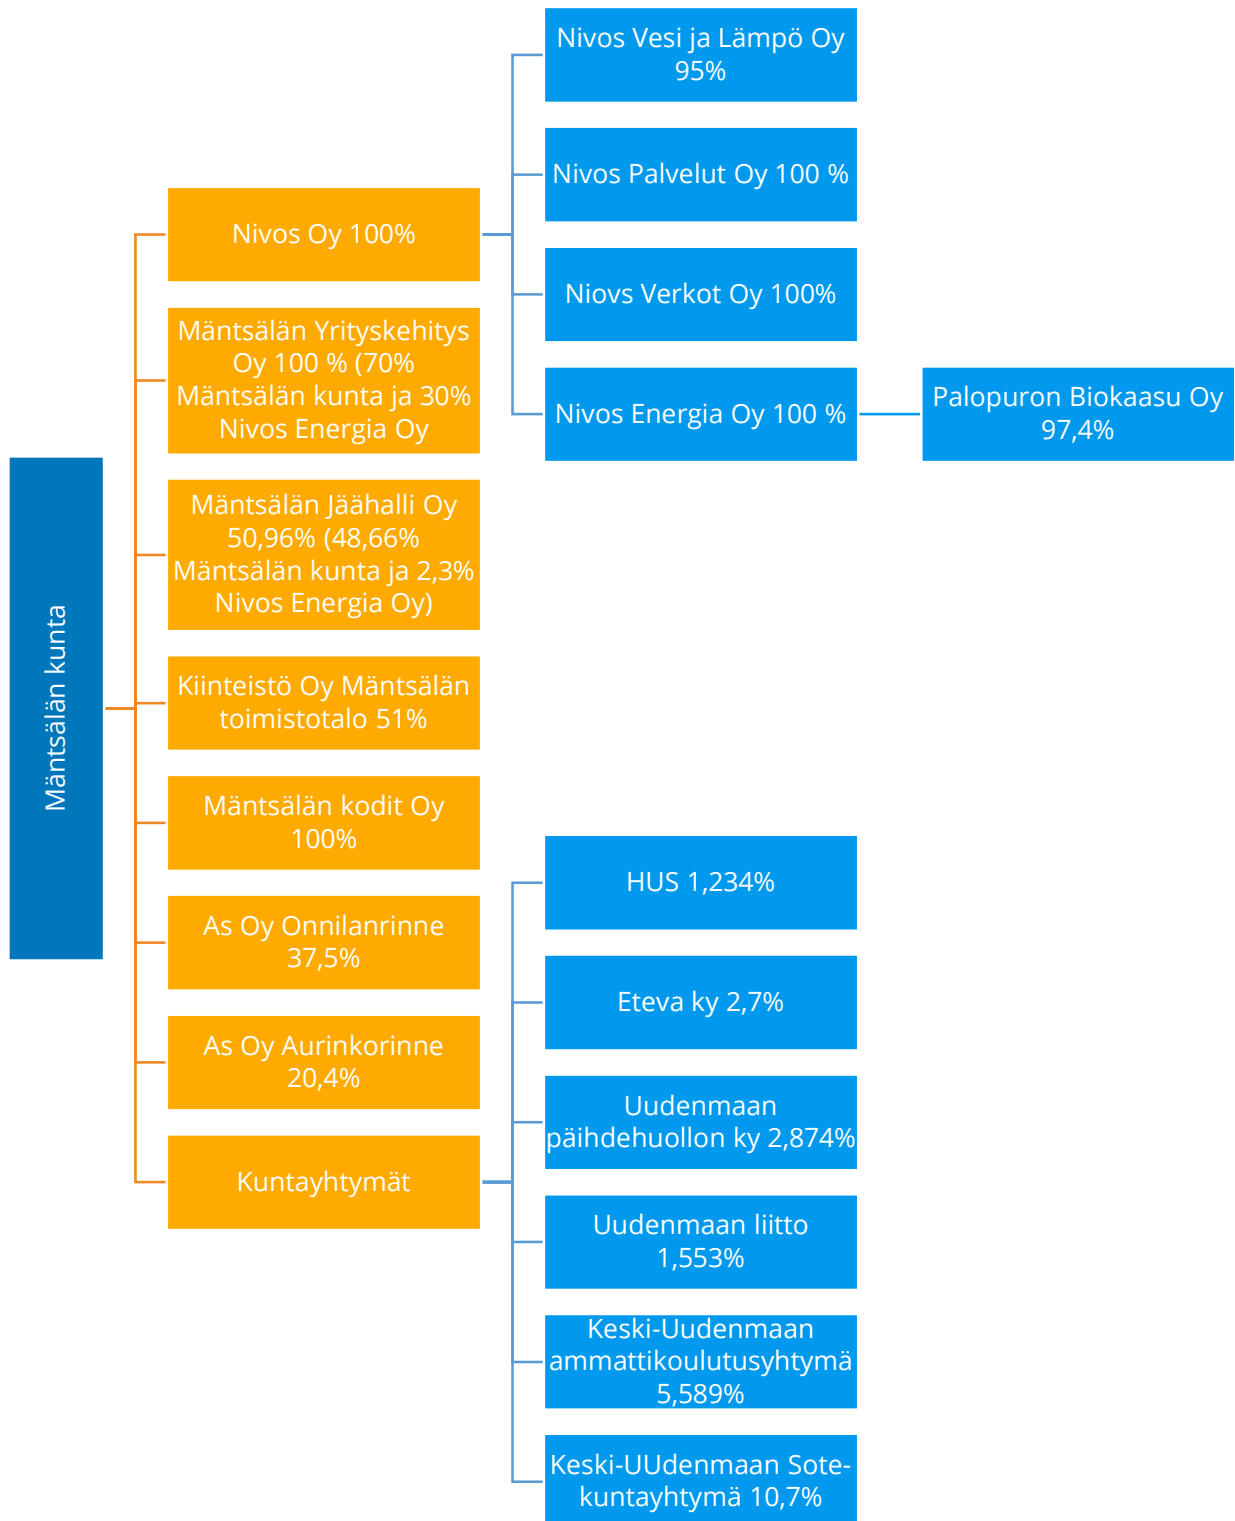 Mäntsälän kunta
Nivos Oy 100%
Nivos Vesi ja Lämpö Oy
95%
Nivos Palvelut Oy 100 %
Niovs Verkot Oy 100%
Nivos Energia Oy 100 %
Palopuron Biokaasu Oy
97,4%
Mäntsälän Yrityskehitys
Oy 100 % (70%
Mäntsälän kunta ja 30%
Nivos Energia Oy
Mäntsälän Jäähalli Oy
50,96% (48,66%
Mäntsälän kunta ja 2,3%
Nivos Energia Oy)
Kiinteistö Oy Mäntsälän
toimistotalo 51%
Mäntsälän kodit Oy
100%
As Oy Onnilanrinne
37,5%
As Oy Aurinkorinne
20,4%
Kuntayhtymät
HUS 1,234%
Eteva ky 2,7%
Uudenmaan
päihdehuollon ky 2,874%
Uudenmaan liitto
1,553%
Keski-Uudenmaan
ammattikoulutusyhtymä
5,589%
Keski-UUdenmaan Sote-
kuntayhtymä 10,7%